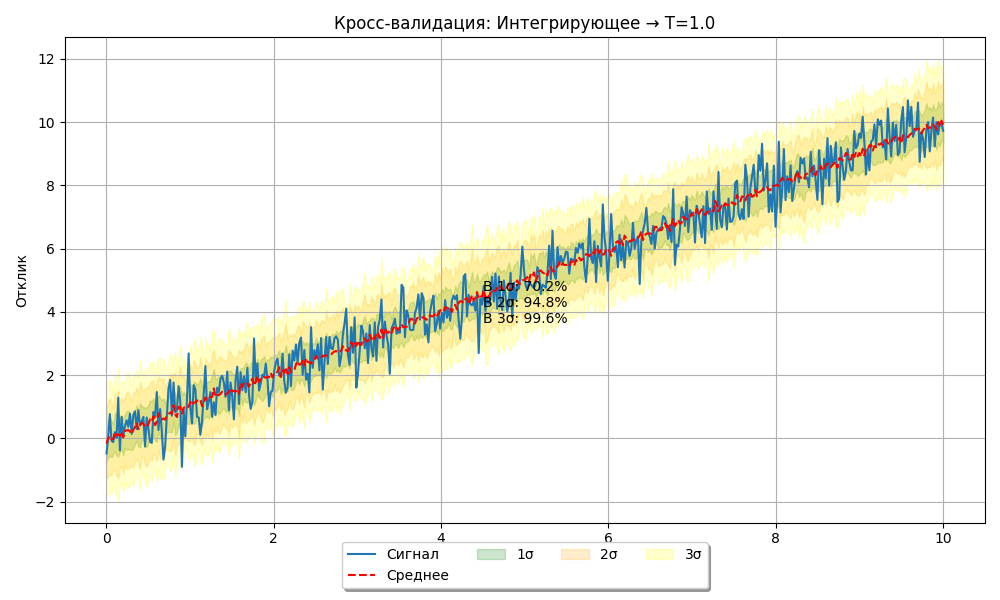 Кросс-валидация: Интегрирующее → T=1.0
12
10
8
6
4
2
0
−2
Отклик
В 1σ: 70.2%
В 2σ: 94.8%
В 3σ: 99.6%
0 2 4 6 8 10
Сигнал 1σ 2σ 3σ
Среднее